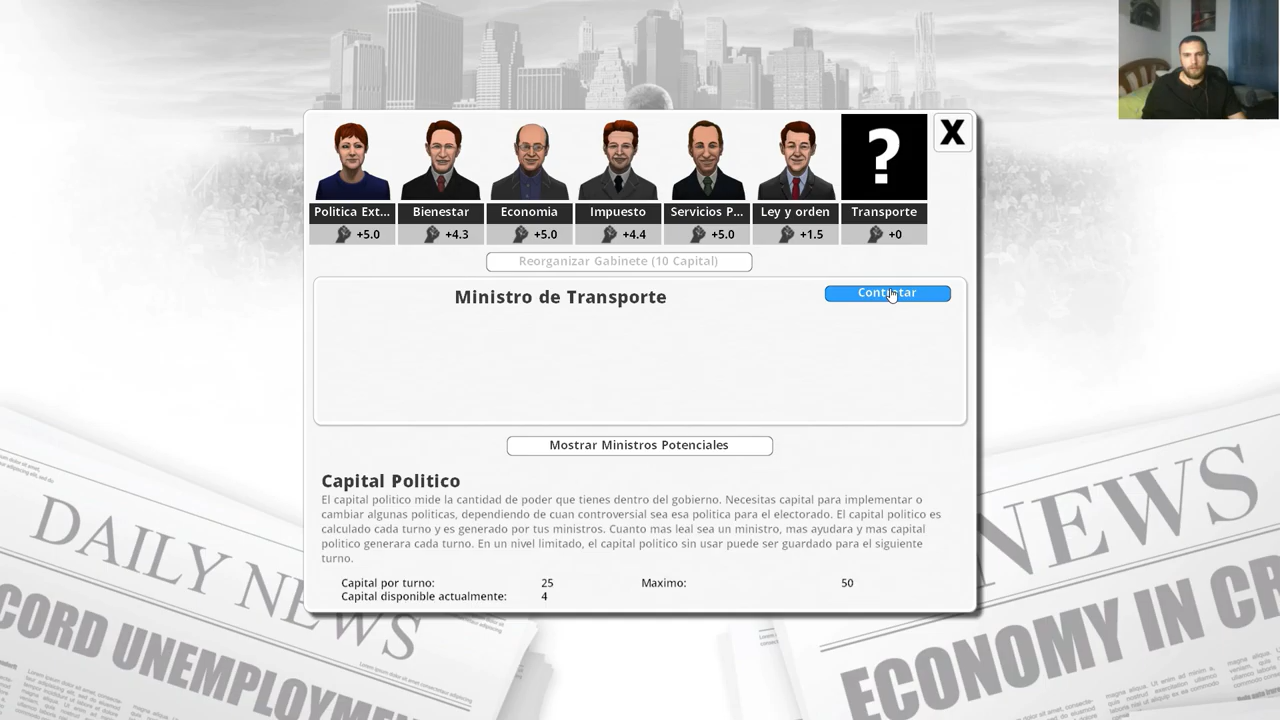 X
?
Politica Ext...
Bienestar
Economia
Impuesto
Servicios P...
Ley y orden
Transporte
+5.0
+4.3
+5.0
+4.4
+5.0
+1.5
+0
Reorganizar Gabinete (10 Capital)
Ministro de Transporte
Mostrar Ministros Potenciales
Capital Politico
El capital politico mide la cantidad de poder que tienes dentro del gobierno. Necesitas capital para implementar o
cambiar algunas politicas, dependiendo de cuan controversial sea esa politica para el electorado. El capital politico es
calculado cada turno y es generado por tus ministros. Cuanto mas leal sea un ministro, mas ayudara y mas capital
politico generara cada turno. En un nivel limitado, el capital politico sin usar puede ser guardado para el siguiente
turno.
Capital por turno: 25 Maximo: 50
Capital disponible actualmente: 4
DAILY NEWS
CORD UNEMPLOYM
NEWS
ECONOMY IN CR